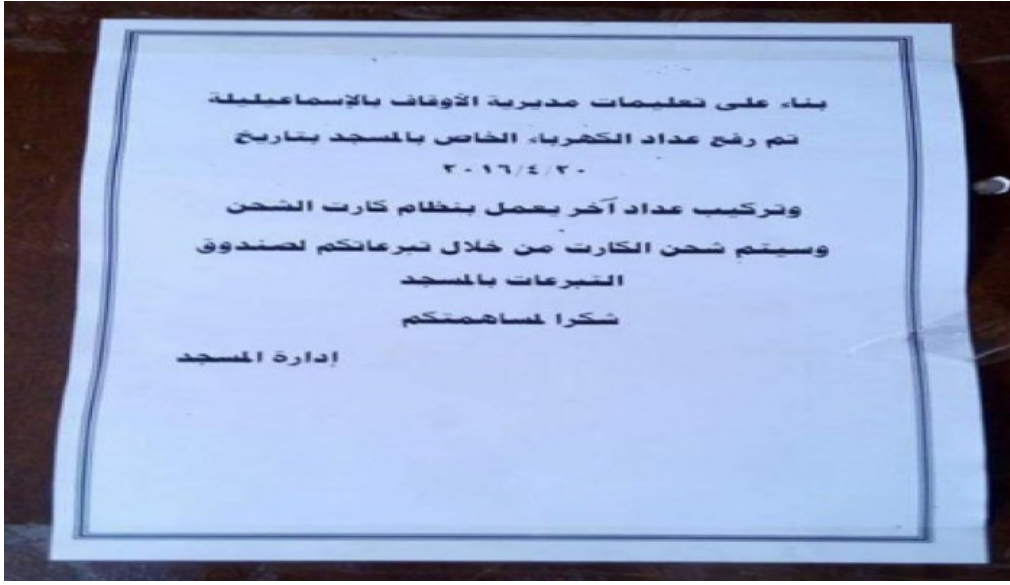 بناء على تعليمات مديرية الأوقاف بالإسماعيليلة
تم رفع عداد الكهرباء الخاص بالمسجد بتاريخ
٢٠١٦/٤/٢٠
وتركيب عداد آخر يعمل بنظام كارت الشحن
وسيتم شحن الكارت من خلال تبرعاتكم لصندوق
التبرعات بالمسجد
شكرا لمساهمتكم
إدارة المسجد